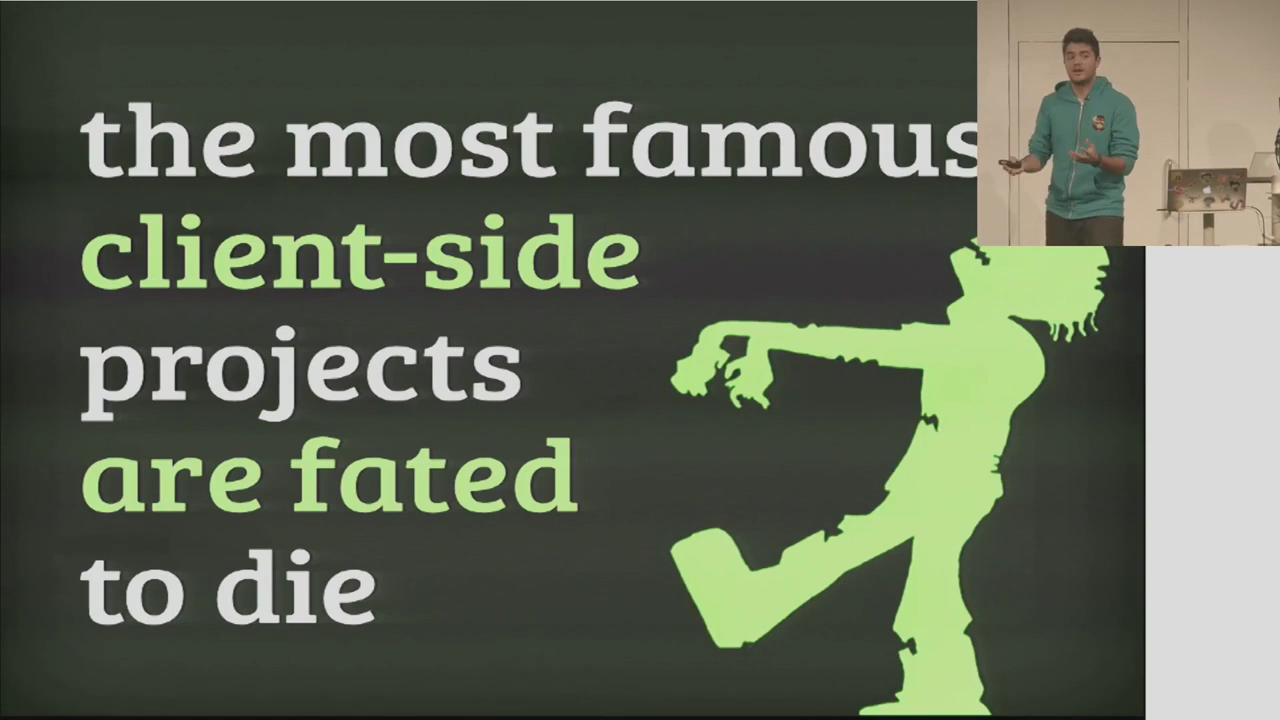 the most famous
client-side
projects
are fated
to die